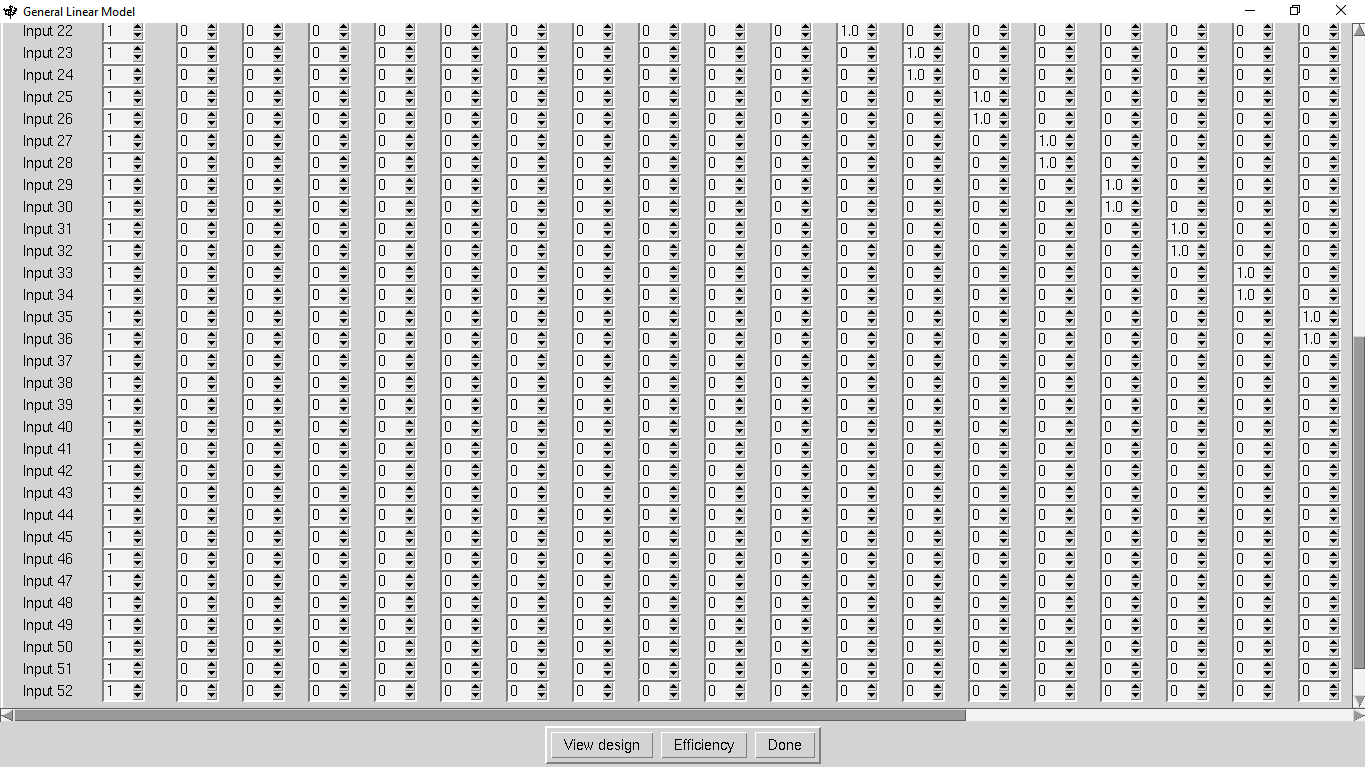 General Linear Model
Input 22 1 0 0 0 0 0 0 0 0 0 0 1.0 0 0 0 0 0 0 0
Input 23 1 0 0 0 0 0 0 0 0 0 0 0 1.0 0 0 0 0 0 0
Input 24 1 0 0 0 0 0 0 0 0 0 0 0 1.0 0 0 0 0 0 0
Input 25 1 0 0 0 0 0 0 0 0 0 0 0 0 1.0 0 0 0 0 0
Input 26 1 0 0 0 0 0 0 0 0 0 0 0 0 1.0 0 0 0 0 0
Input 27 1 0 0 0 0 0 0 0 0 0 0 0 0 0 1.0 0 0 0 0
Input 28 1 0 0 0 0 0 0 0 0 0 0 0 0 0 1.0 0 0 0 0
Input 29 1 0 0 0 0 0 0 0 0 0 0 0 0 0 0 1.0 0 0 0
Input 30 1 0 0 0 0 0 0 0 0 0 0 0 0 0 0 1.0 0 0 0
Input 31 1 0 0 0 0 0 0 0 0 0 0 0 0 0 0 0 1.0 0 0
Input 32 1 0 0 0 0 0 0 0 0 0 0 0 0 0 0 0 1.0 0 0
Input 33 1 0 0 0 0 0 0 0 0 0 0 0 0 0 0 0 0 1.0 0
Input 34 1 0 0 0 0 0 0 0 0 0 0 0 0 0 0 0 0 1.0 0
Input 35 1 0 0 0 0 0 0 0 0 0 0 0 0 0 0 0 0 0 1.0
Input 36 1 0 0 0 0 0 0 0 0 0 0 0 0 0 0 0 0 0 1.0
Input 37 1 0 0 0 0 0 0 0 0 0 0 0 0 0 0 0 0 0 0
Input 38 1 0 0 0 0 0 0 0 0 0 0 0 0 0 0 0 0 0 0
Input 39 1 0 0 0 0 0 0 0 0 0 0 0 0 0 0 0 0 0 0
Input 40 1 0 0 0 0 0 0 0 0 0 0 0 0 0 0 0 0 0 0
Input 41 1 0 0 0 0 0 0 0 0 0 0 0 0 0 0 0 0 0 0
Input 42 1 0 0 0 0 0 0 0 0 0 0 0 0 0 0 0 0 0 0
Input 43 1 0 0 0 0 0 0 0 0 0 0 0 0 0 0 0 0 0 0
Input 44 1 0 0 0 0 0 0 0 0 0 0 0 0 0 0 0 0 0 0
Input 45 1 0 0 0 0 0 0 0 0 0 0 0 0 0 0 0 0 0 0
Input 46 1 0 0 0 0 0 0 0 0 0 0 0 0 0 0 0 0 0 0
Input 47 1 0 0 0 0 0 0 0 0 0 0 0 0 0 0 0 0 0 0
Input 48 1 0 0 0 0 0 0 0 0 0 0 0 0 0 0 0 0 0 0
Input 49 1 0 0 0 0 0 0 0 0 0 0 0 0 0 0 0 0 0 0
Input 50 1 0 0 0 0 0 0 0 0 0 0 0 0 0 0 0 0 0 0
Input 51 1 0 0 0 0 0 0 0 0 0 0 0 0 0 0 0 0 0 0
Input 52 1 0 0 0 0 0 0 0 0 0 0 0 0 0 0 0 0 0 0
View design Efficiency Done